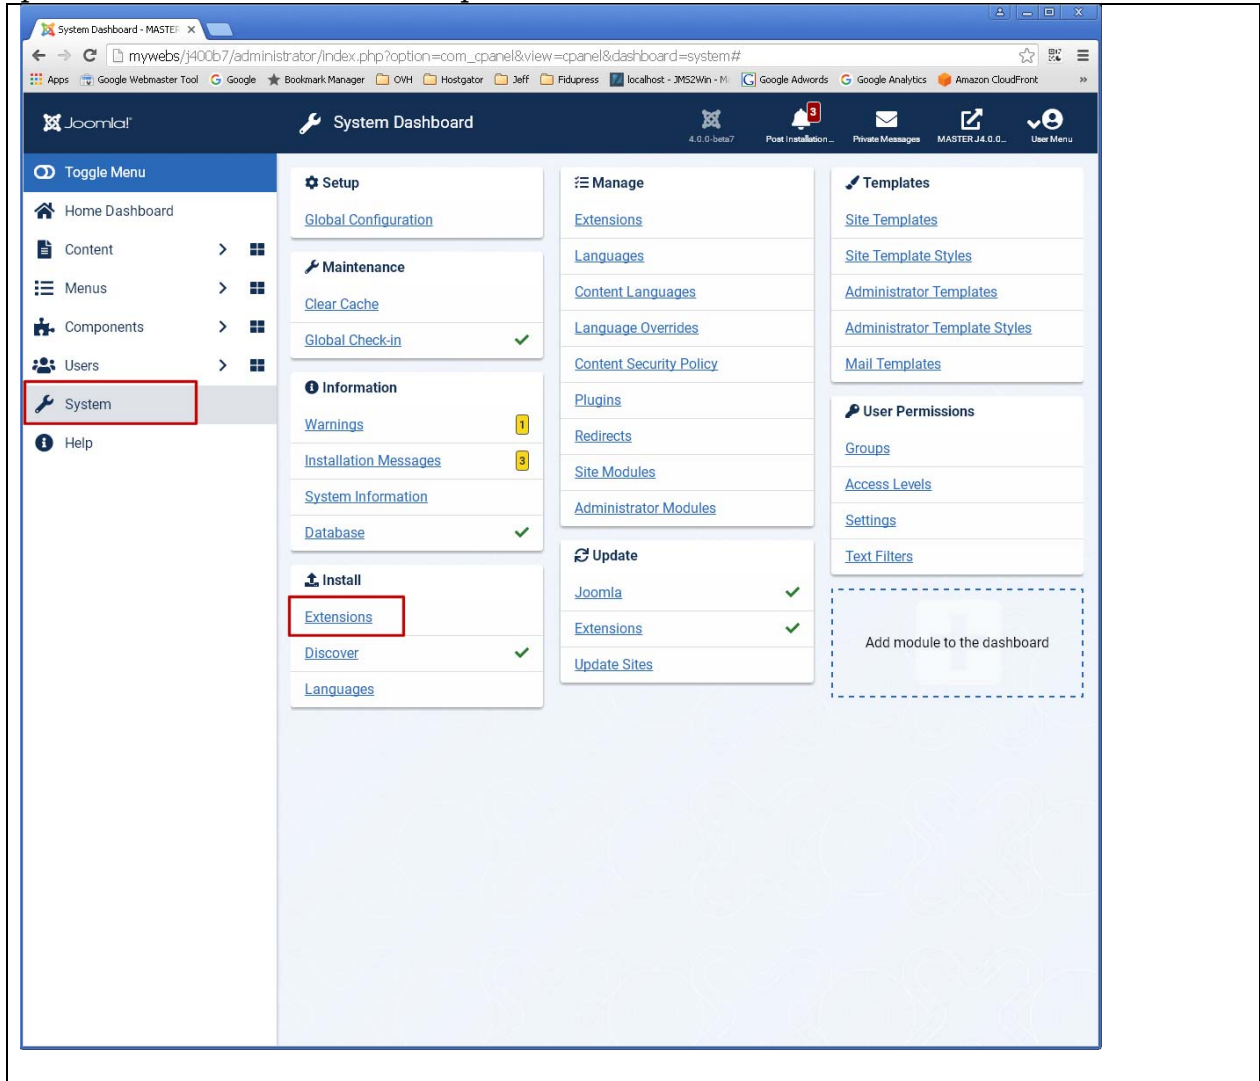 System Dashboard - MASTER
mywebs/j400b7/administrator/index.php?option=com_cpanel&view=cpanel&dashboard=system#
Apps Google Webmaster Tool Google Bookmark Manager OVH Hostgator Jeff Fidupress localhost - JMS2Win - M Google Adwords Google Analytics Amazon CloudFront »
Joomla!
System Dashboard
4.0.0-beta7
3
Post Installation...
Private Messages
MASTER J4.0.0...
User Menu
Toggle Menu
Home Dashboard
Content
Menus
Components
Users
System
Help
Setup
Global Configuration
Maintenance
Clear Cache
Global Check-in
Information
Warnings 1
Installation Messages 3
System Information
Database
Install
Extensions
Discover
Languages
Manage
Extensions
Languages
Content Languages
Language Overrides
Content Security Policy
Plugins
Redirects
Site Modules
Administrator Modules
Update
Joomla
Extensions
Update Sites
Templates
Site Templates
Site Template Styles
Administrator Templates
Administrator Template Styles
Mail Templates
User Permissions
Groups
Access Levels
Settings
Text Filters
Add module to the dashboard